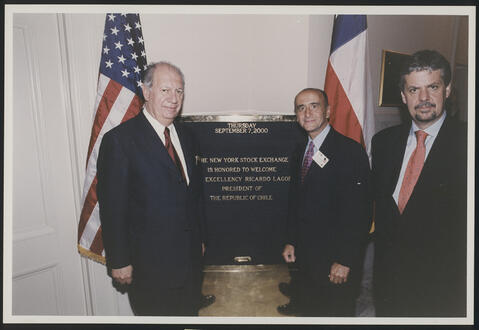 THURSDAY
SEPTEMBER 7, 2000
THE NEW YORK STOCK EXCHANGE
IS HONORED TO WELCOME
EXCELLENCY RICARDO LAGOS
PRESIDENT OF
THE REPUBLIC OF CHILE